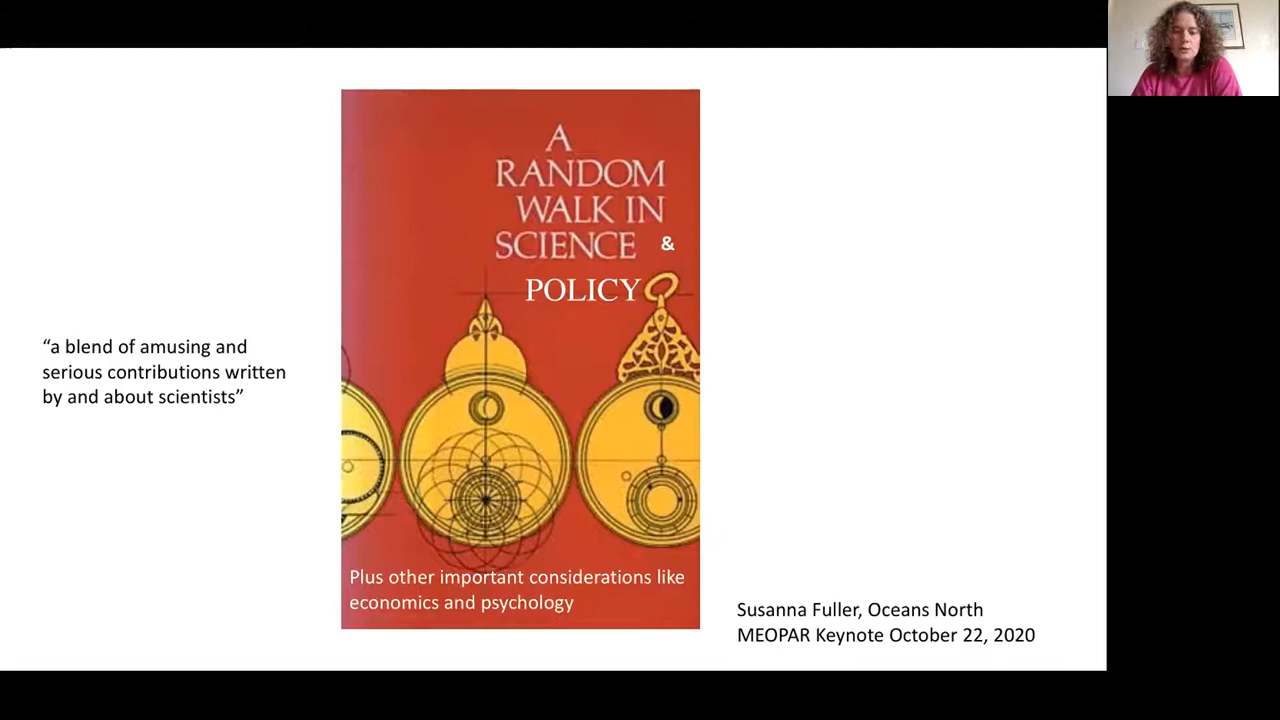 A
RANDOM
WALK IN
SCIENCE &
POLICY
“a blend of amusing and
serious contributions written
by and about scientists”
Plus other important considerations like
economics and psychology
Susanna Fuller, Oceans North
MEOPAR Keynote October 22, 2020